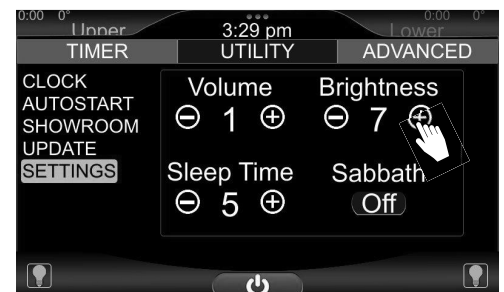 0:00 0° 0:00 0°
Upper 3:29 pm Lower
TIMER UTILITY ADVANCED
CLOCK
AUTOSTART
SHOWROOM
UPDATE
SETTINGS
Volume Brightness
1 7
Sleep Time Sabbath
5 Off